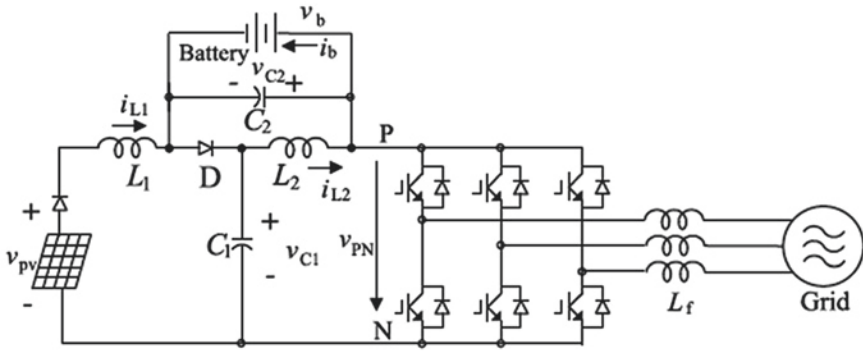 v_b
Battery
i_b
- v_C2 +
C_2
i_L1
L_1
D
L_2
i_L2
P
+
v_pv
-
C_1
+
v_C1
-
v_PN
N
L_f
Grid